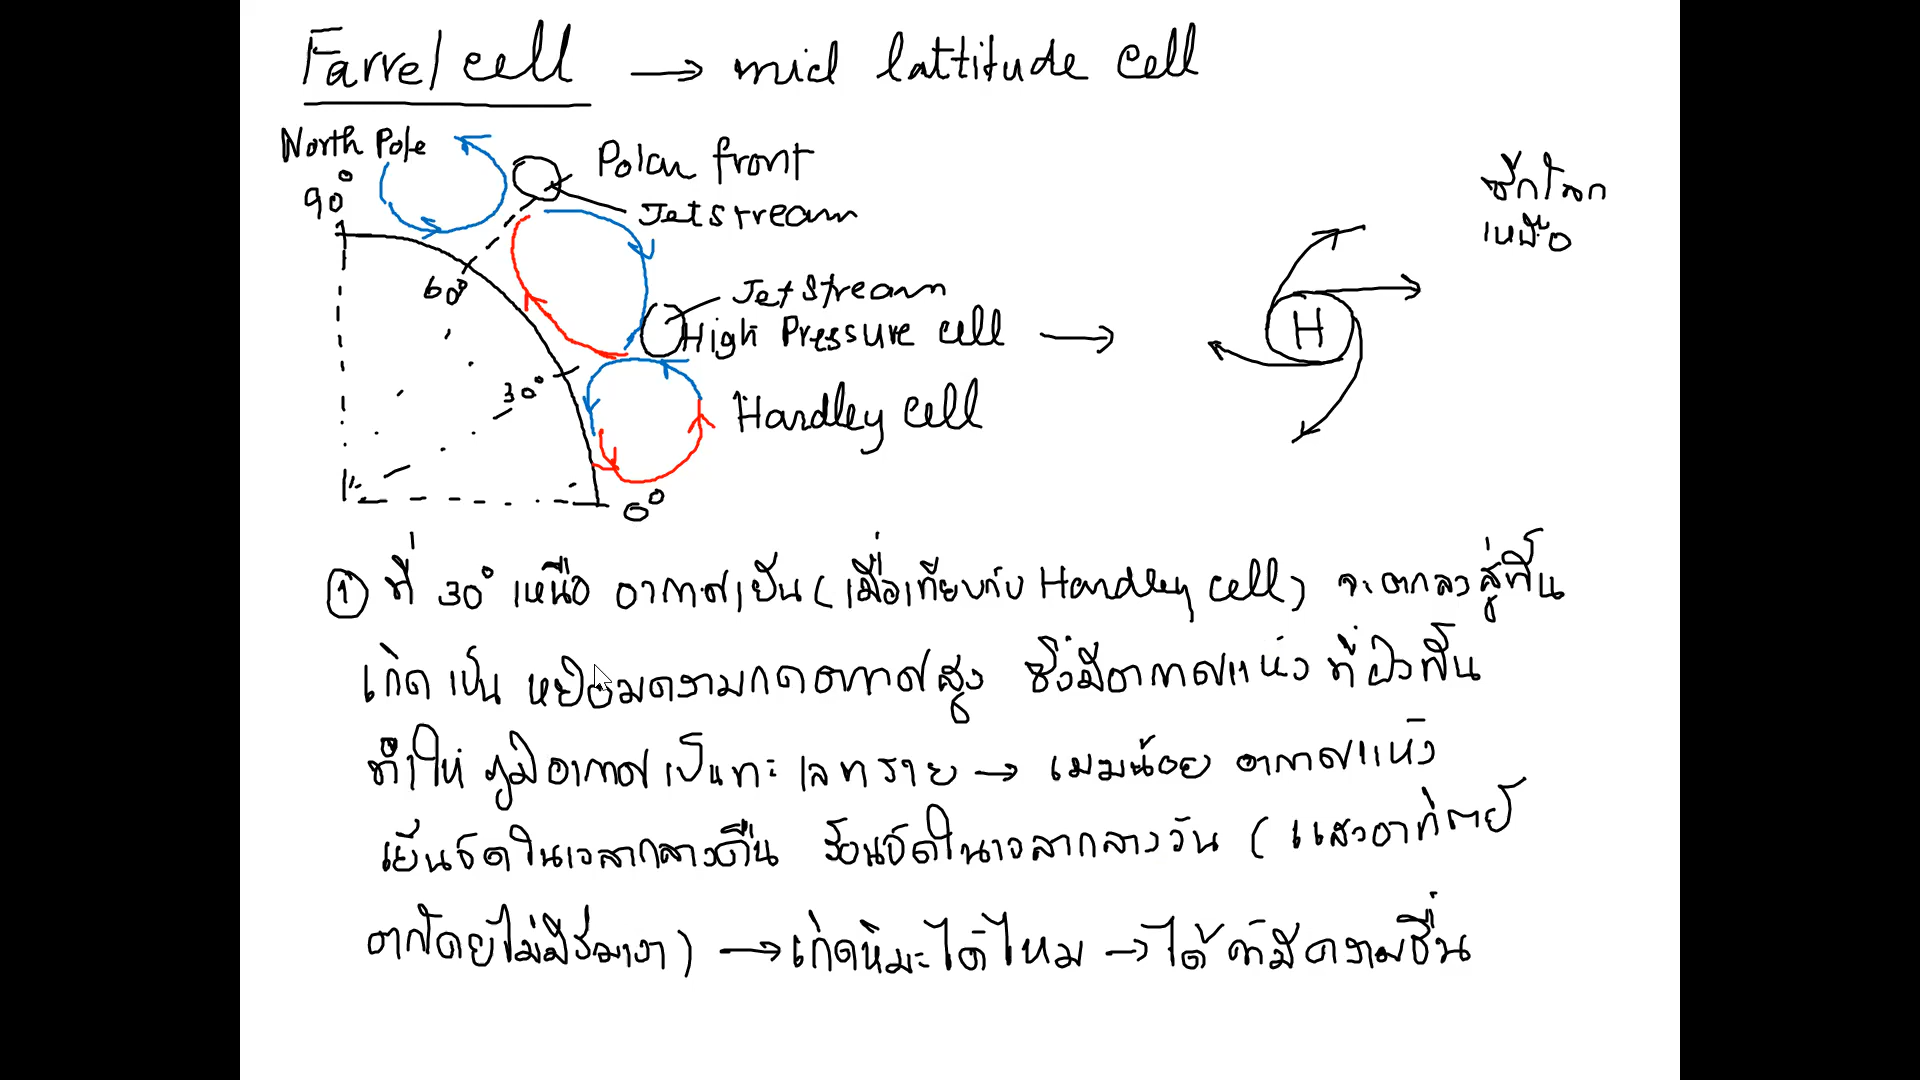 Farrel cell → mid lattitude cell
North Pole
90°
Polar front
Jet stream
60°
Jet Stream
High Pressure cell →
30°
Hardley cell
0°
H
ซีกโลก
เหนือ
① ที่ 30° เหนือ อากาศเย็น (เมื่อเทียบกับ Hardley cell) จะตกลงสู่พื้น
เกิดเป็น หย่อมความกดอากาศสูง ซึ่งมีอากาศแห้ง ที่ผิวพื้น
ทำให้ ภูมิอากาศเป็นทะเลทราย → เมฆน้อย อากาศแห้ง
เย็นจัดในเวลากลางคืน ร้อนจัดในเวลากลางวัน (แสงอาทิตย์
ตกโดยไม่มีร่มเงา) → เกิดหิมะได้ไหม → ได้ ถ้ามีความชื้น